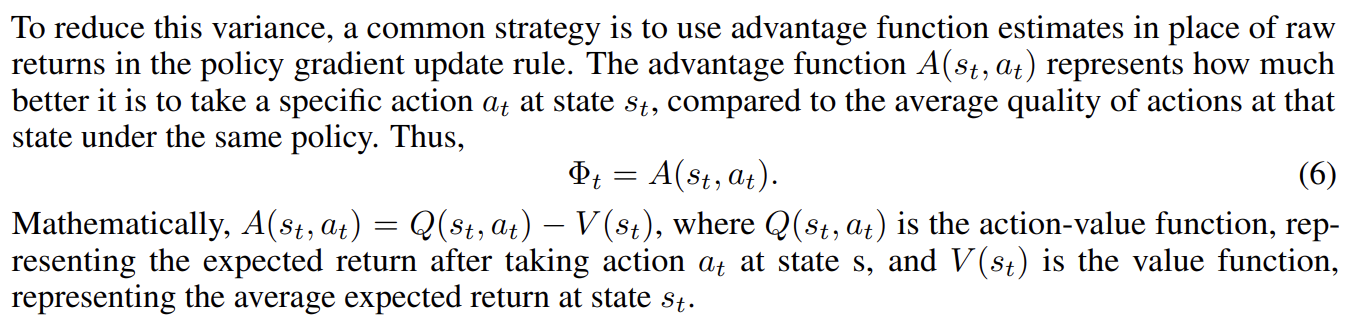 To reduce this variance, a common strategy is to use advantage function estimates in place of raw
returns in the policy gradient update rule. The advantage function A(s_t, a_t) represents how much
better it is to take a specific action a_t at state s_t, compared to the average quality of actions at that
state under the same policy. Thus,
Φ_t = A(s_t, a_t). (6)
Mathematically, A(s_t, a_t) = Q(s_t, a_t) − V(s_t), where Q(s_t, a_t) is the action-value function, rep-
resenting the expected return after taking action a_t at state s, and V(s_t) is the value function,
representing the average expected return at state s_t.